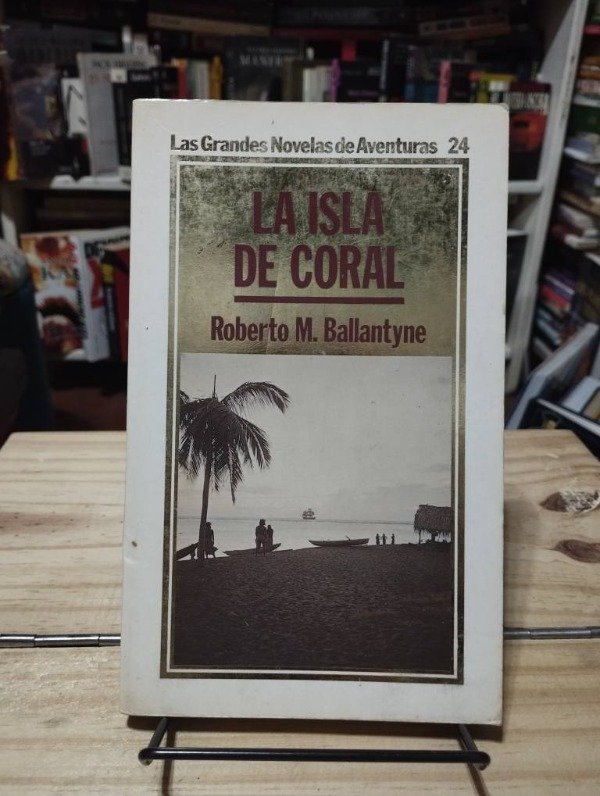 Las Grandes Novelas de Aventuras 24
LA ISLA
DE CORAL
Roberto M. Ballantyne